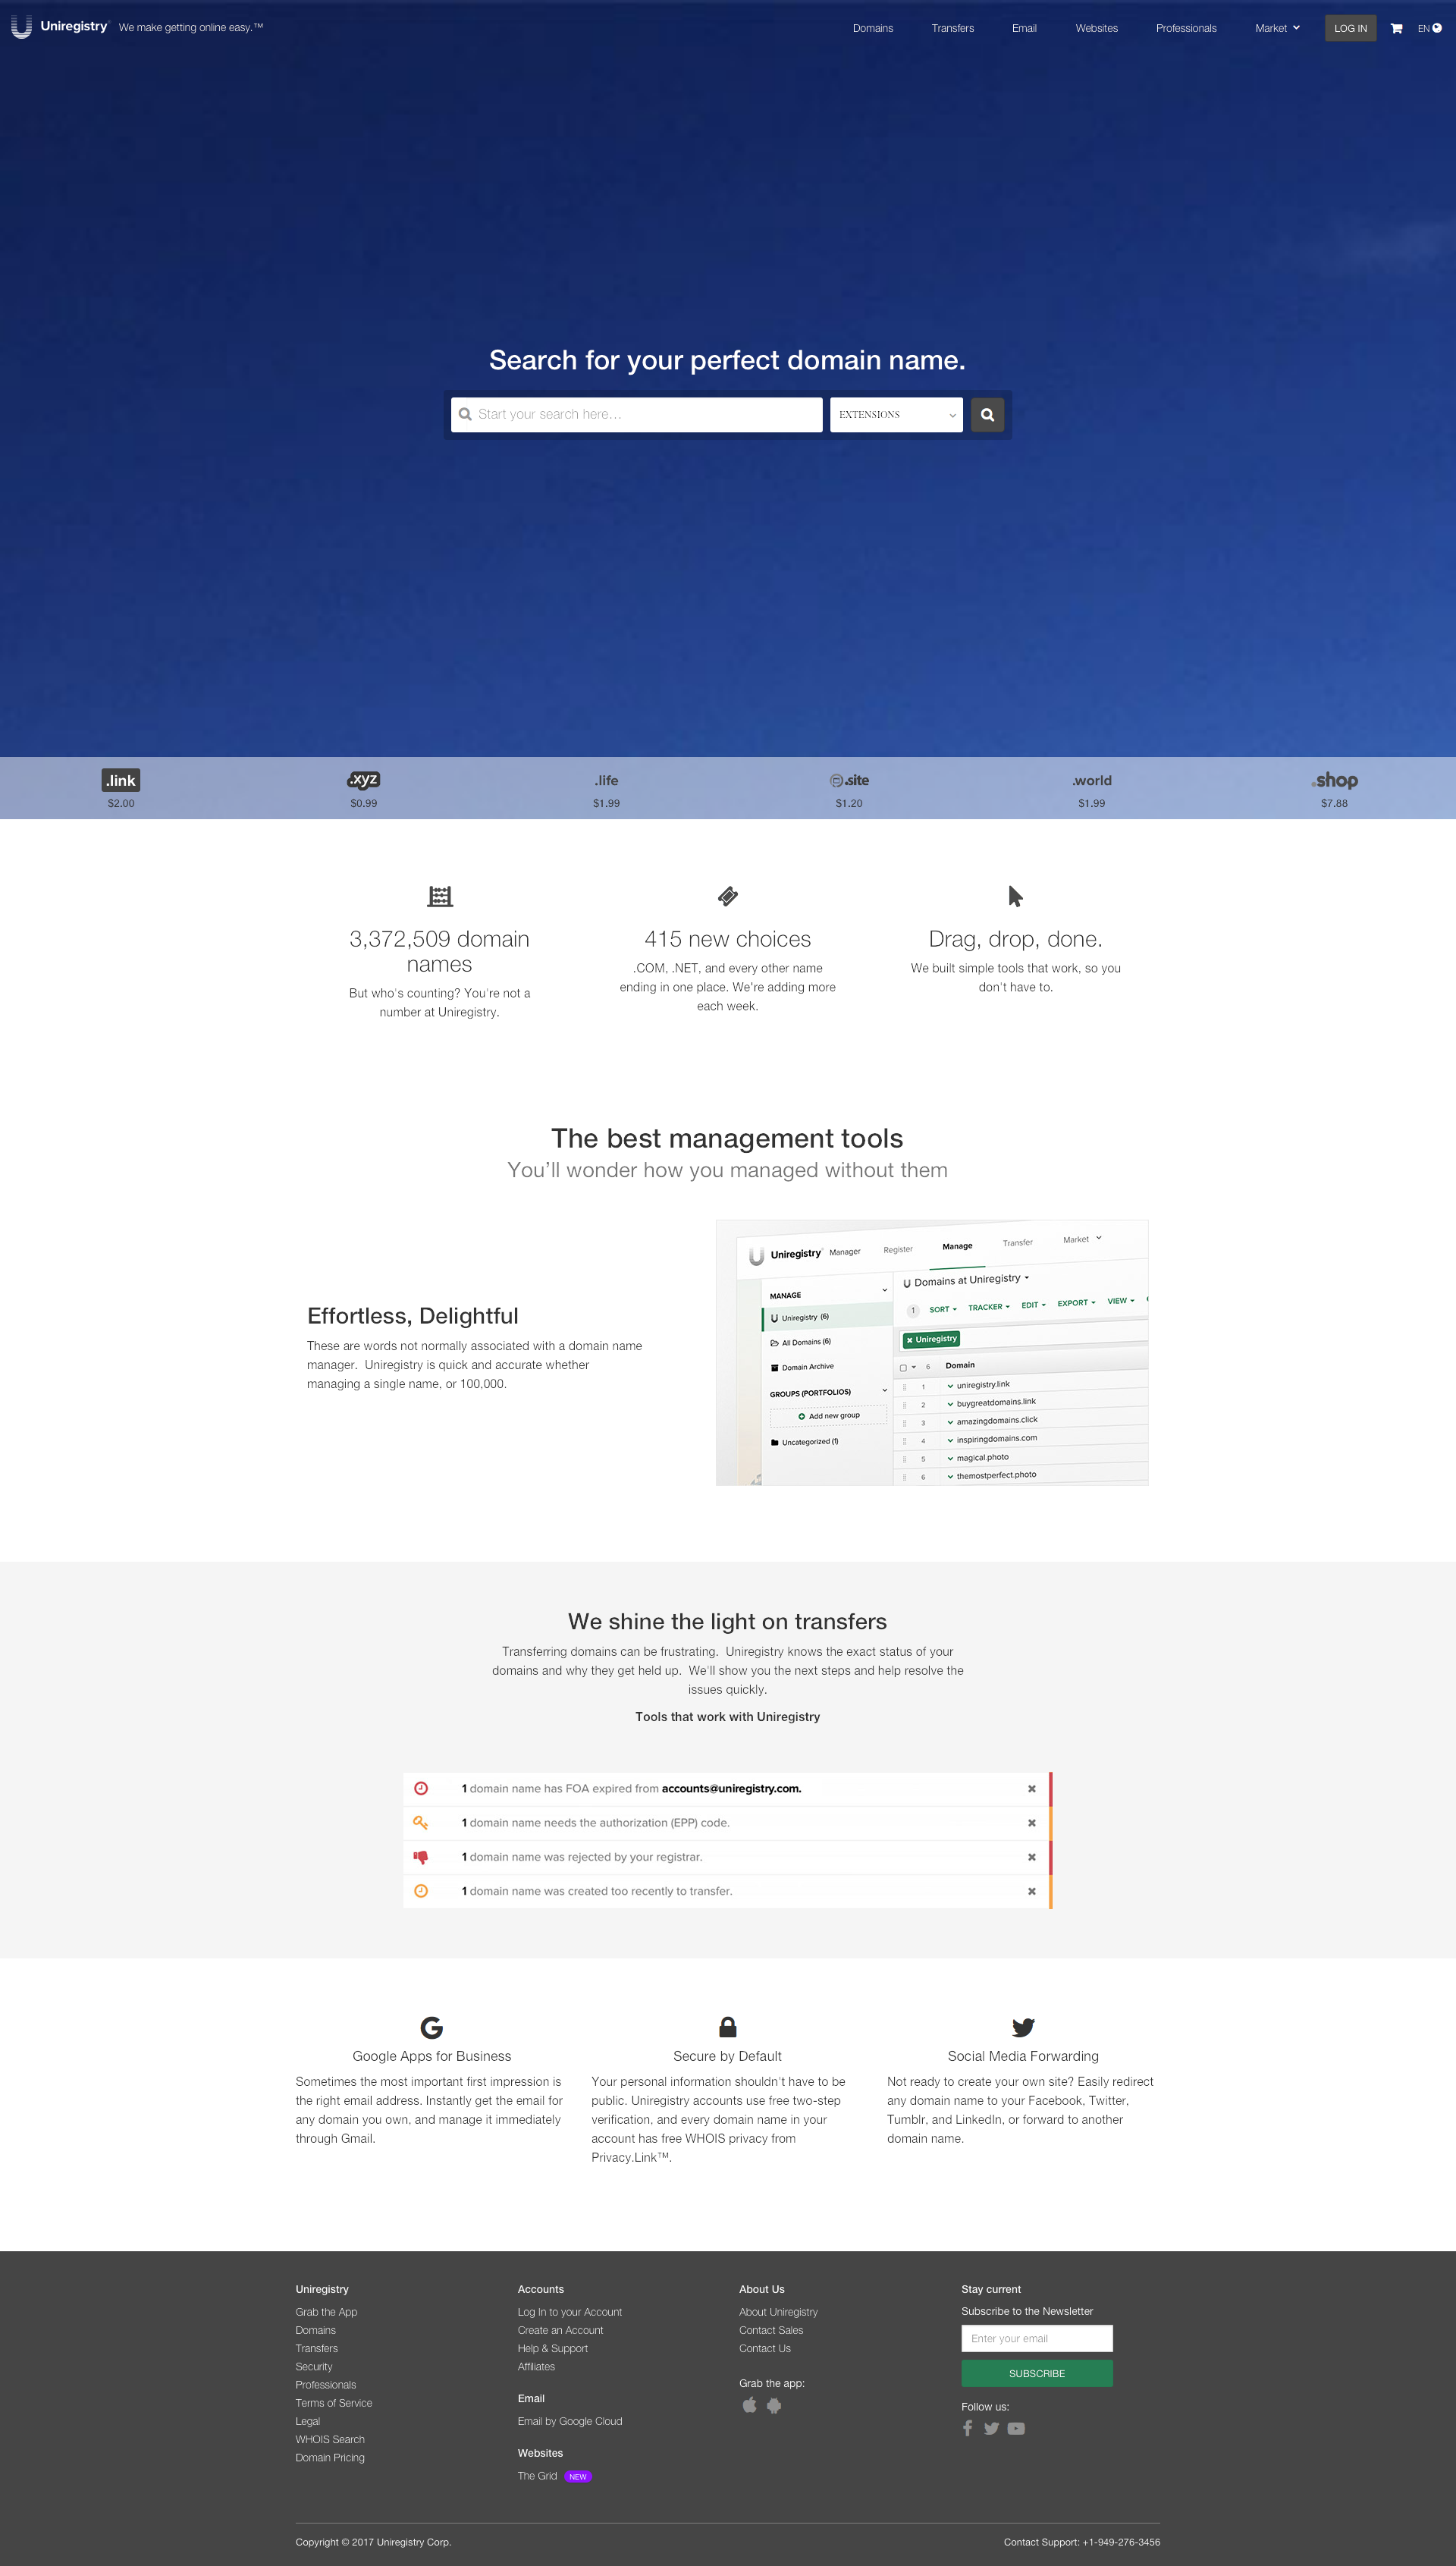 Uniregistry We make getting online easy.™ Domains Transfers Email Websites Professionals Market LOG IN EN
Search for your perfect domain name.
Start your search here... EXTENSIONS
.link .xyz .life .site .world .shop
$2.00 $0.99 $1.99 $1.20 $1.99 $7.88
3,372,509 domain
names
But who's counting? You're not a
number at Uniregistry.
415 new choices
.COM, .NET, and every other name
ending in one place. We're adding more
each week.
Drag, drop, done.
We built simple tools that work, so you
don't have to.
The best management tools
You'll wonder how you managed without them
Effortless, Delightful
These are words not normally associated with a domain name
manager. Uniregistry is quick and accurate whether
managing a single name, or 100,000.
Uniregistry Manager Register Manage Transfer Market
MANAGE
Uniregistry (6)
All Domains (6)
Domain Archive
GROUPS (PORTFOLIOS)
Add new group
Uncategorized (1)
Domains at Uniregistry
1 SORT TRACKER EDIT EXPORT VIEW
Uniregistry
6 Domain
1 uniregistry.link
2 buygreatdomains.link
3 amazingdomains.click
4 inspiringdomains.com
5 magical.photo
6 themostperfect.photo
We shine the light on transfers
Transferring domains can be frustrating. Uniregistry knows the exact status of your
domains and why they get held up. We'll show you the next steps and help resolve the
issues quickly.
Tools that work with Uniregistry
1 domain name has FOA expired from accounts@uniregistry.com.
1 domain name needs the authorization (EPP) code.
1 domain name was rejected by your registrar.
1 domain name was created too recently to transfer.
Google Apps for Business
Sometimes the most important first impression is
the right email address. Instantly get the email for
any domain you own, and manage it immediately
through Gmail.
Secure by Default
Your personal information shouldn't have to be
public. Uniregistry accounts use free two-step
verification, and every domain name in your
account has free WHOIS privacy from
Privacy.Link™.
Social Media Forwarding
Not ready to create your own site? Easily redirect
any domain name to your Facebook, Twitter,
Tumblr, and LinkedIn, or forward to another
domain name.
Uniregistry
Grab the App
Domains
Transfers
Security
Professionals
Terms of Service
Legal
WHOIS Search
Domain Pricing
Accounts
Log In to your Account
Create an Account
Help & Support
Affiliates
Email
Email by Google Cloud
Websites
The Grid NEW
About Us
About Uniregistry
Contact Sales
Contact Us
Grab the app:
Stay current
Subscribe to the Newsletter
Enter your email
SUBSCRIBE
Follow us:
Copyright © 2017 Uniregistry Corp. Contact Support: +1-949-276-3456